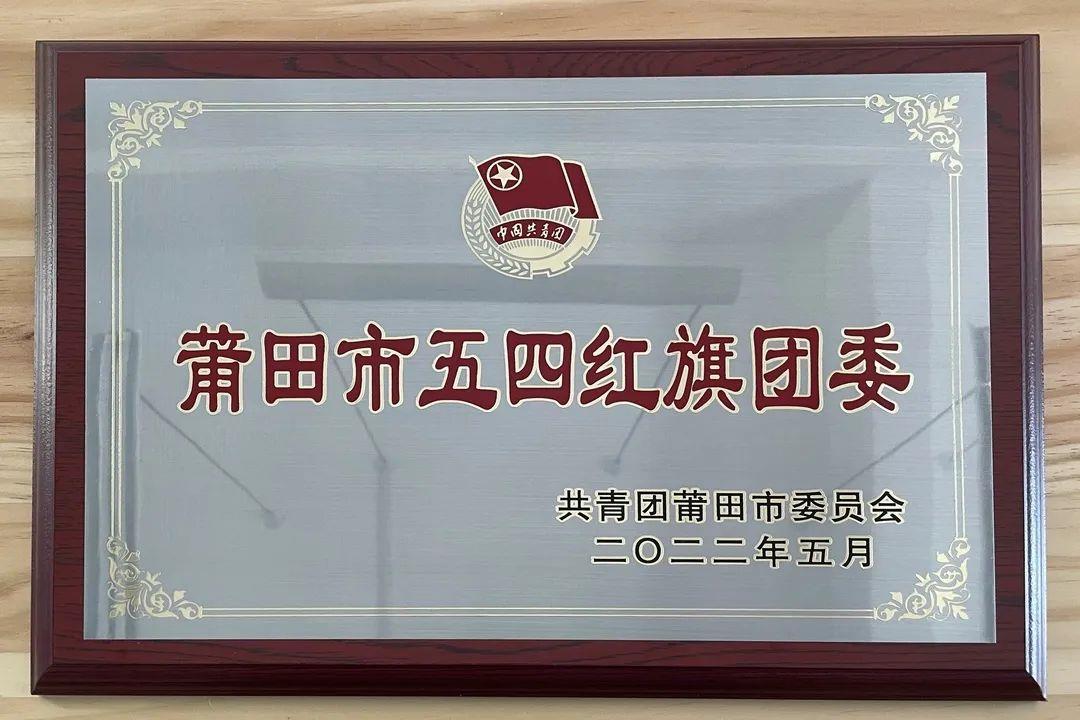 中国共青团
莆田市五四红旗团委
共青团莆田市委员会
二〇二二年五月